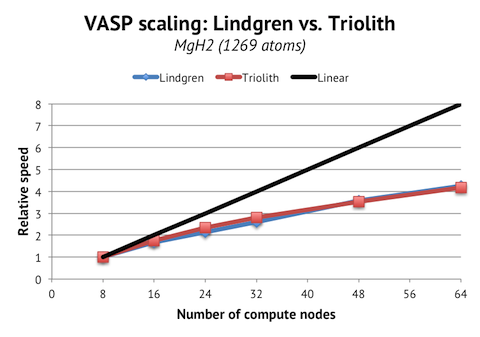 VASP scaling: Lindgren vs. Triolith
MgH2 (1269 atoms)
Lindgren Triolith Linear
8
7
6
5
4
3
2
1
0
Relative speed
0 8 16 24 32 40 48 56 64
Number of compute nodes